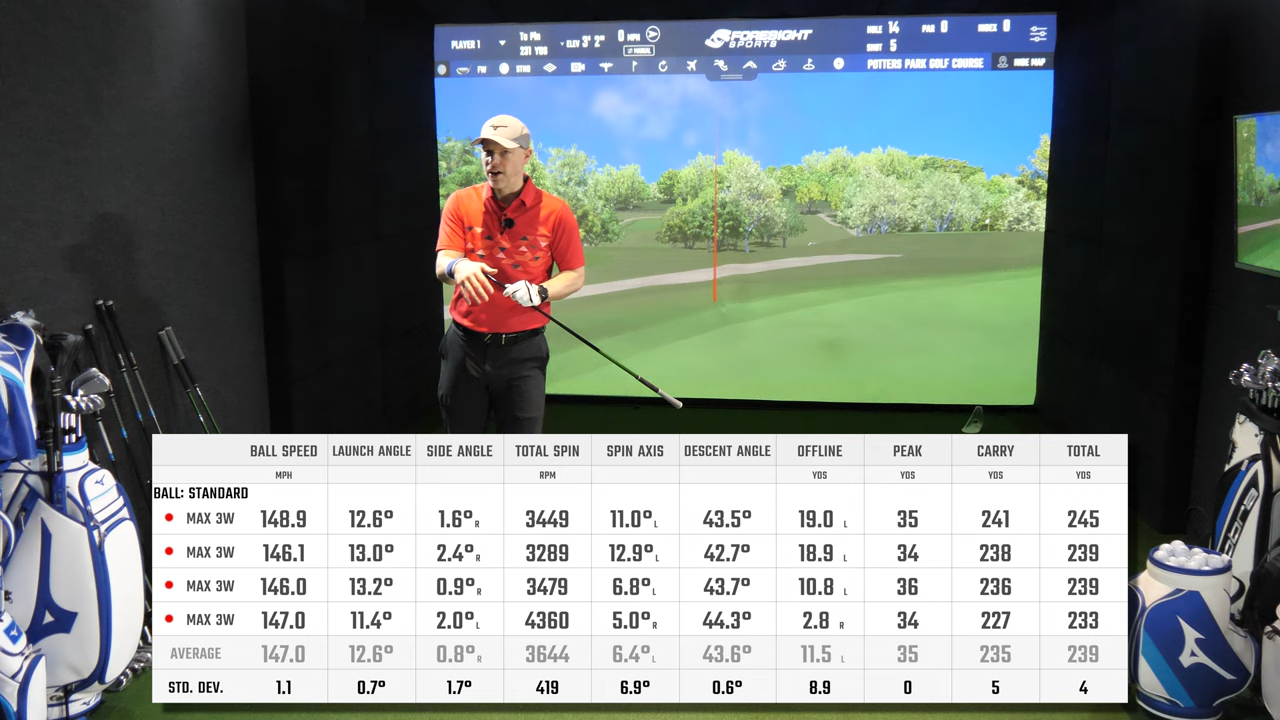 PLAYER 1
To Pin
231 YDS
ELEV 3' 2"
0 MPH
MANUAL
FORESIGHT
SPORTS
HOLE 14
PAR 0
INDEX 0
SHOT 5
FW
STND
POTTERS PARK GOLF COURSE
HIDE MAP
BALL SPEED LAUNCH ANGLE SIDE ANGLE TOTAL SPIN SPIN AXIS DESCENT ANGLE OFFLINE PEAK CARRY TOTAL
MPH RPM YDS YDS YDS YDS
BALL: STANDARD
MAX 3W 148.9 12.6° 1.6° R 3449 11.0° L 43.5° 19.0 L 35 241 245
MAX 3W 146.1 13.0° 2.4° R 3289 12.9° L 42.7° 18.9 L 34 238 239
MAX 3W 146.0 13.2° 0.9° R 3479 6.8° L 43.7° 10.8 L 36 236 239
MAX 3W 147.0 11.4° 2.0° L 4360 5.0° R 44.3° 2.8 R 34 227 233
AVERAGE 147.0 12.6° 0.8° R 3644 6.4° L 43.6° 11.5 L 35 235 239
STD. DEV. 1.1 0.7° 1.7° 419 6.9° 0.6° 8.9 0 5 4
cobra